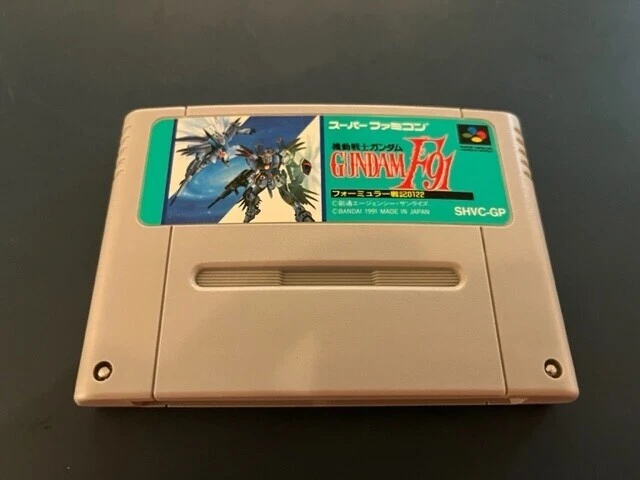 スーパーファミコン
機動戦士ガンダム
GUNDAM F91
フォーミュラー戦記0122
©創通エージェンシー・サンライズ
©BANDAI 1991 MADE IN JAPAN
SHVC-GP